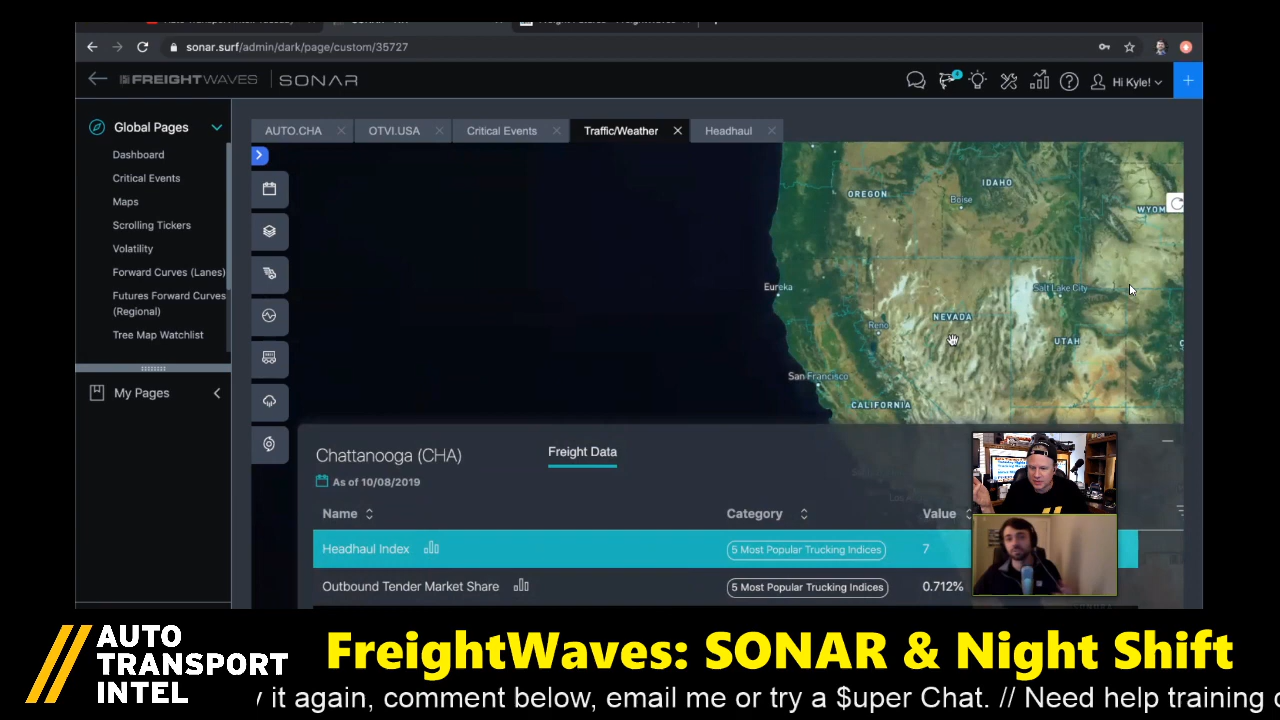 sonar.surf/admin/dark/page/custom/35727
FREIGHTWAVES SONAR
4
Hi Kyle!
Global Pages
Dashboard
Critical Events
Maps
Scrolling Tickers
Volatility
Forward Curves (Lanes)
Futures Forward Curves
(Regional)
Tree Map Watchlist
My Pages
AUTO.CHA
OTVI.USA
Critical Events
Traffic/Weather
Headhaul
OREGON
IDAHO
Boise
WYOM
Eureka
Salt Lake City
NEVADA
Reno
UTAH
San Francisco
CALIFORNIA
Chattanooga (CHA)
Freight Data
As of 10/08/2019
Name
Category
Value
Headhaul Index
5 Most Popular Trucking Indices
7
Outbound Tender Market Share
5 Most Popular Trucking Indices
0.712%
AUTO
TRANSPORT
INTEL
FreightWaves: SONAR & Night Shift
it again, comment below, email me or try a $uper Chat. // Need help training